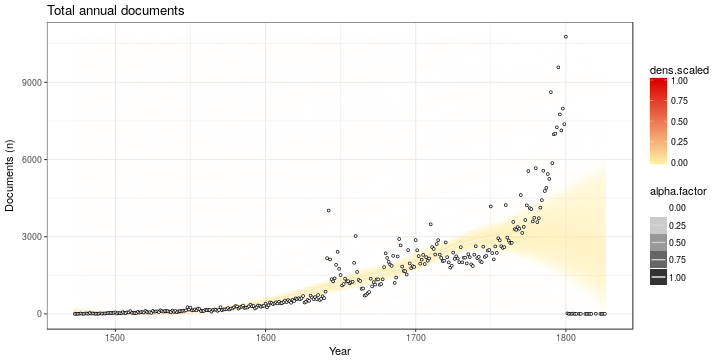 Total annual documents
9000
6000
3000
0
Documents (n)
1500 1600 1700 1800
Year
dens.scaled
1.00
0.75
0.50
0.25
0.00
alpha.factor
0.00
0.25
0.50
0.75
1.00